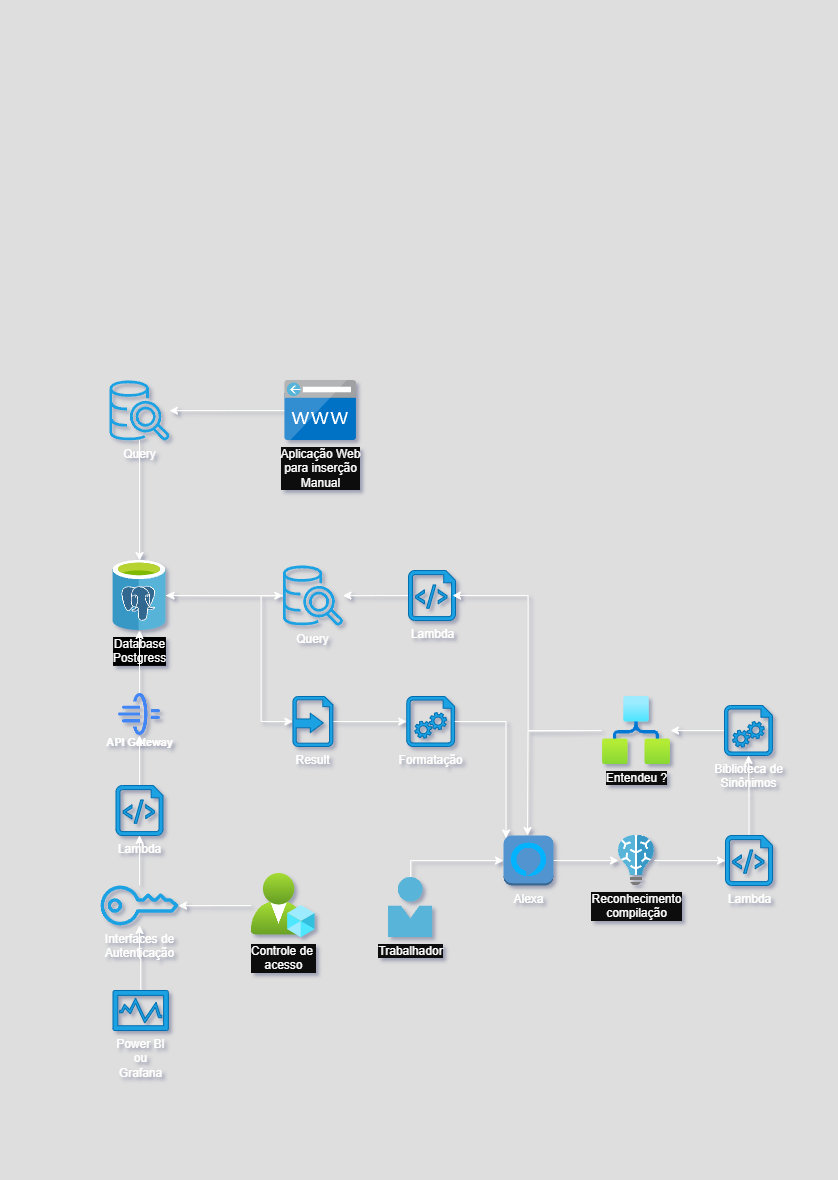 WWW
Query
Aplicação Web
para inserção
Manual
Database
Postgress
Query
Lambda
API Gateway
Result
Formatação
Entendeu ?
Biblioteca de
Sinônimos
Lambda
Alexa
Reconhecimento
compilação
Lambda
Interfaces de
Autenticação
Controle de
acesso
Trabalhador
Power BI
ou
Grafana